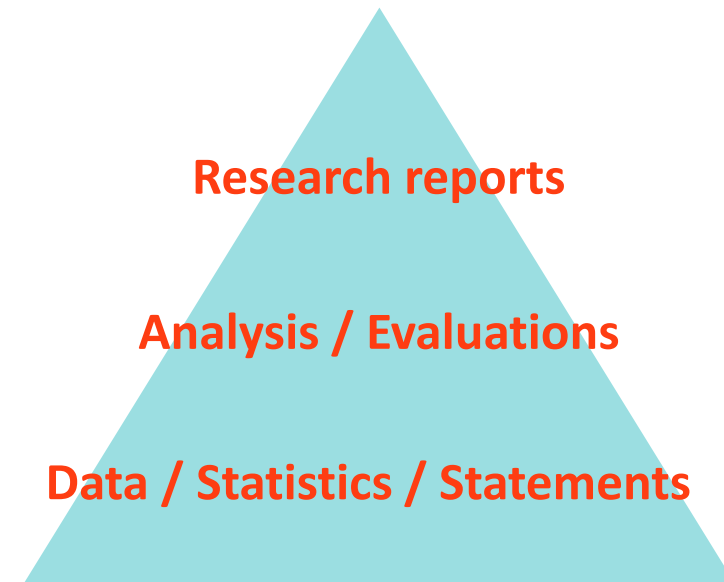 Research reports
Analysis / Evaluations
Data / Statistics / Statements